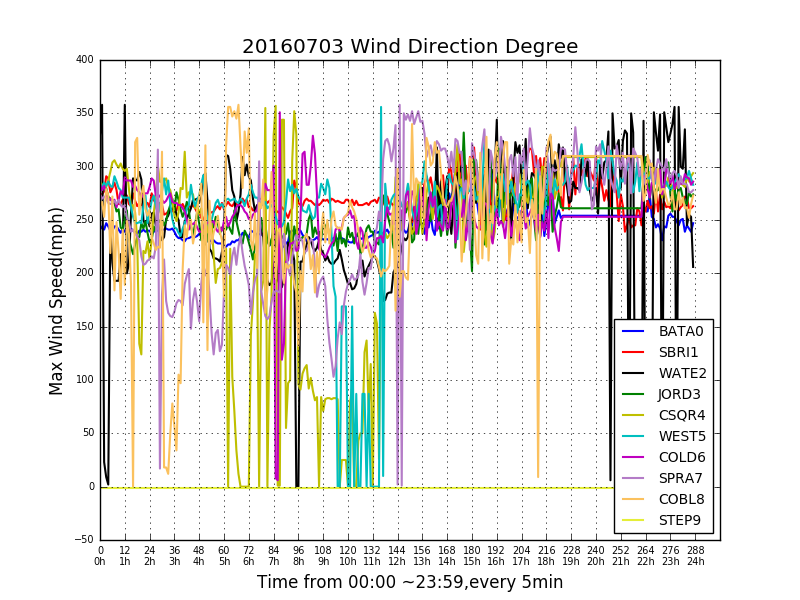 20160703 Wind Direction Degree
Max Wind Speed(mph)
400
350
300
250
200
150
100
50
0
−50
0 12 24 36 48 60 72 84 96 108 120 132 144 156 168 180 192 204 216 228 240 252 264 276 288
0h 1h 2h 3h 4h 5h 6h 7h 8h 9h 10h 11h 12h 13h 14h 15h 16h 17h 18h 19h 20h 21h 22h 23h 24h
Time from 00:00 ~23:59,every 5min
BATA0
SBRI1
WATE2
JORD3
CSQR4
WEST5
COLD6
SPRA7
COBL8
STEP9